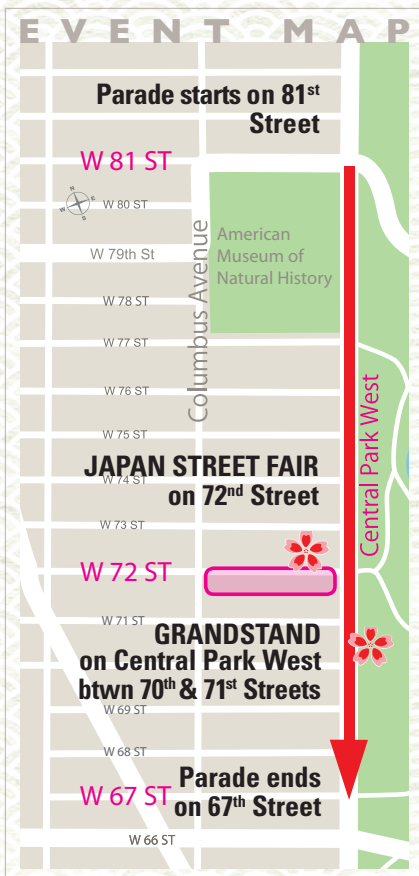 EVENT MAP
Parade starts on 81st
Street
W 81 ST
N
E
W
S
W 80 ST
Columbus Avenue
American
Museum of
Natural History
W 79th St
W 78 ST
W 77 ST
W 76 ST
Central Park West
W 75 ST
JAPAN STREET FAIR
W 74 ST
on 72nd Street
W 73 ST
W 72 ST
W 71 ST
GRANDSTAND
on Central Park West
btwn 70th & 71st Streets
W 69 ST
W 68 ST
Parade ends
W 67 ST
on 67th Street
W 66 ST